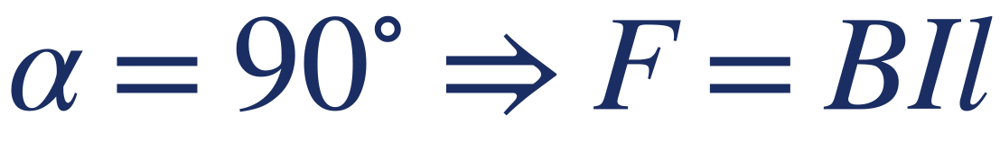 α = 90° ⇒ F = BIl